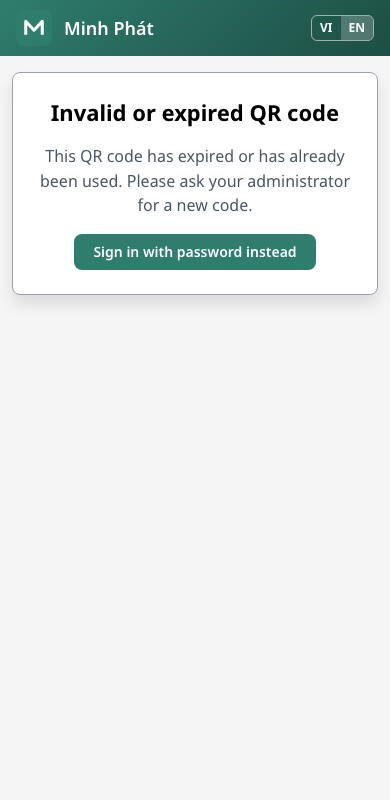 Minh Phát
VI EN
Invalid or expired QR code
This QR code has expired or has already
been used. Please ask your administrator
for a new code.
Sign in with password instead